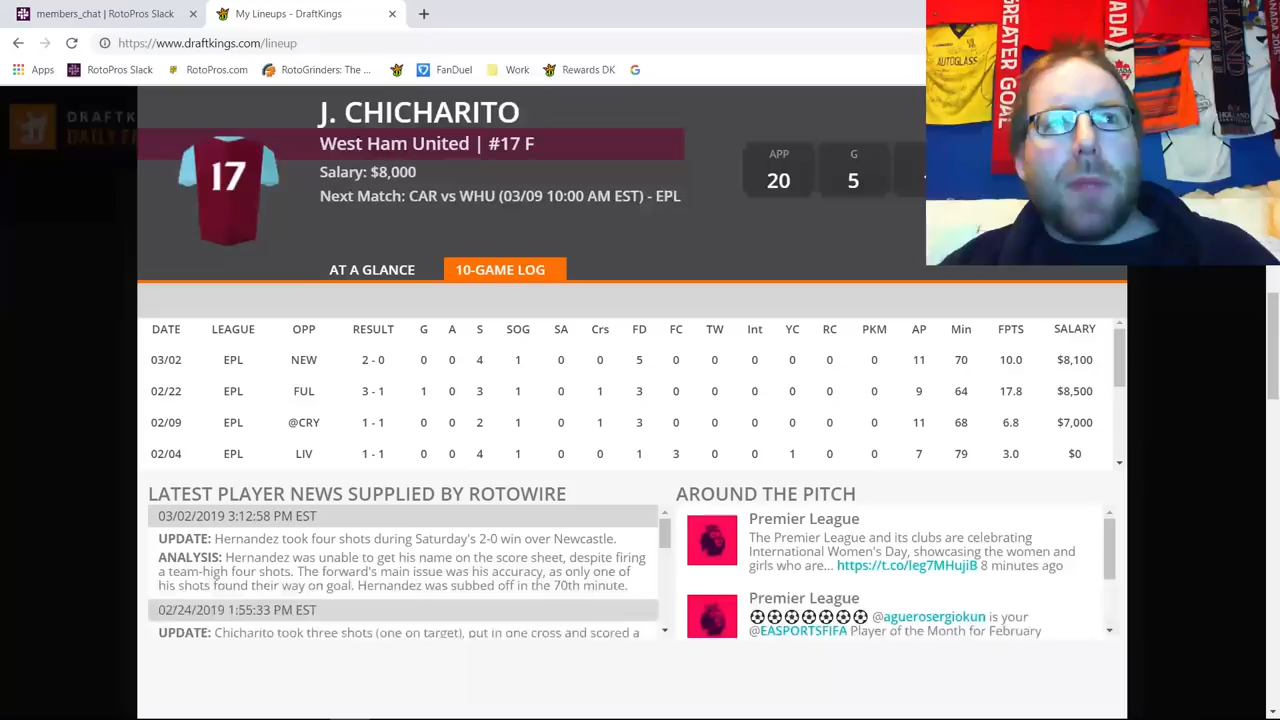 members_chat | RotoPros Slack
My Lineups - DraftKings
https://www.draftkings.com/lineup
Apps RotoPros Slack RotoPros.com RotoGrinders: The ... FanDuel Work Rewards DK
DRAFTK
DAILY FA
J. CHICHARITO
West Ham United | #17 F
17
Salary: $8,000
Next Match: CAR vs WHU (03/09 10:00 AM EST) - EPL
APP G
20 5
AT A GLANCE 10-GAME LOG
DATE LEAGUE OPP RESULT G A S SOG SA Crs FD FC TW Int YC RC PKM AP Min FPTS SALARY
03/02 EPL NEW 2 - 0 0 0 4 1 0 0 5 0 0 0 0 0 0 11 70 10.0 $8,100
02/22 EPL FUL 3 - 1 1 0 3 1 0 1 3 0 0 0 0 0 0 9 64 17.8 $8,500
02/09 EPL @CRY 1 - 1 0 0 2 1 0 1 3 0 0 0 0 0 0 11 68 6.8 $7,000
02/04 EPL LIV 1 - 1 0 0 4 1 0 0 1 3 0 0 1 0 0 7 79 3.0 $0
LATEST PLAYER NEWS SUPPLIED BY ROTOWIRE
03/02/2019 3:12:58 PM EST
UPDATE: Hernandez took four shots during Saturday's 2-0 win over Newcastle.
ANALYSIS: Hernandez was unable to get his name on the score sheet, despite firing
a team-high four shots. The forward's main issue was his accuracy, as only one of
his shots found their way on goal. Hernandez was subbed off in the 70th minute.
02/24/2019 1:55:33 PM EST
UPDATE: Chicharito took three shots (one on target), put in one cross and scored a
AROUND THE PITCH
Premier League
The Premier League and its clubs are celebrating
International Women's Day, showcasing the women and
girls who are... https://t.co/leg7MHujiB 8 minutes ago
Premier League
⚽⚽⚽⚽⚽⚽⚽ @aguerosergiokun is your
@EASPORTSFIFA Player of the Month for February
AUTOGLASS
GREATER GOAL
CANADA 2015